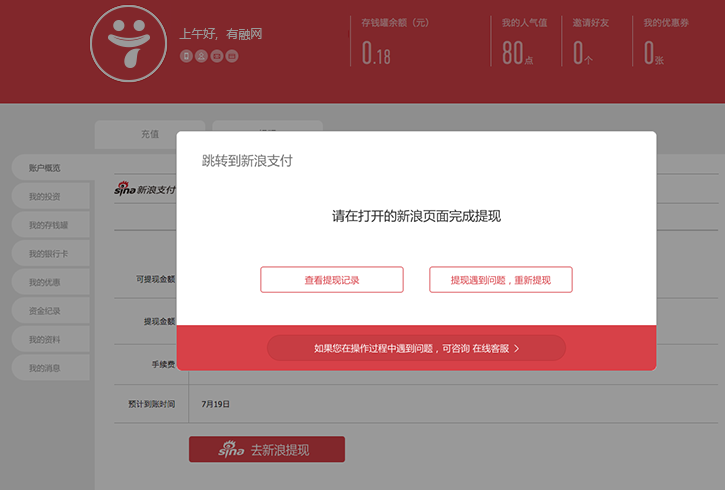 上午好，有融网
存钱罐余额（元）
0.18
我的人气值
80点
邀请好友
0个
我的优惠券
0张
充值
账户概览
我的投资
我的存钱罐
我的银行卡
我的优惠
资金纪录
我的资料
我的消息
sina新浪支付
跳转到新浪支付
请在打开的新浪页面完成提现
查看提现记录
提现遇到问题，重新提现
如果您在操作过程中遇到问题，可咨询 在线客服 >
可提现金额
提现金额
手续费
预计到账时间
7月19日
sina 去新浪提现